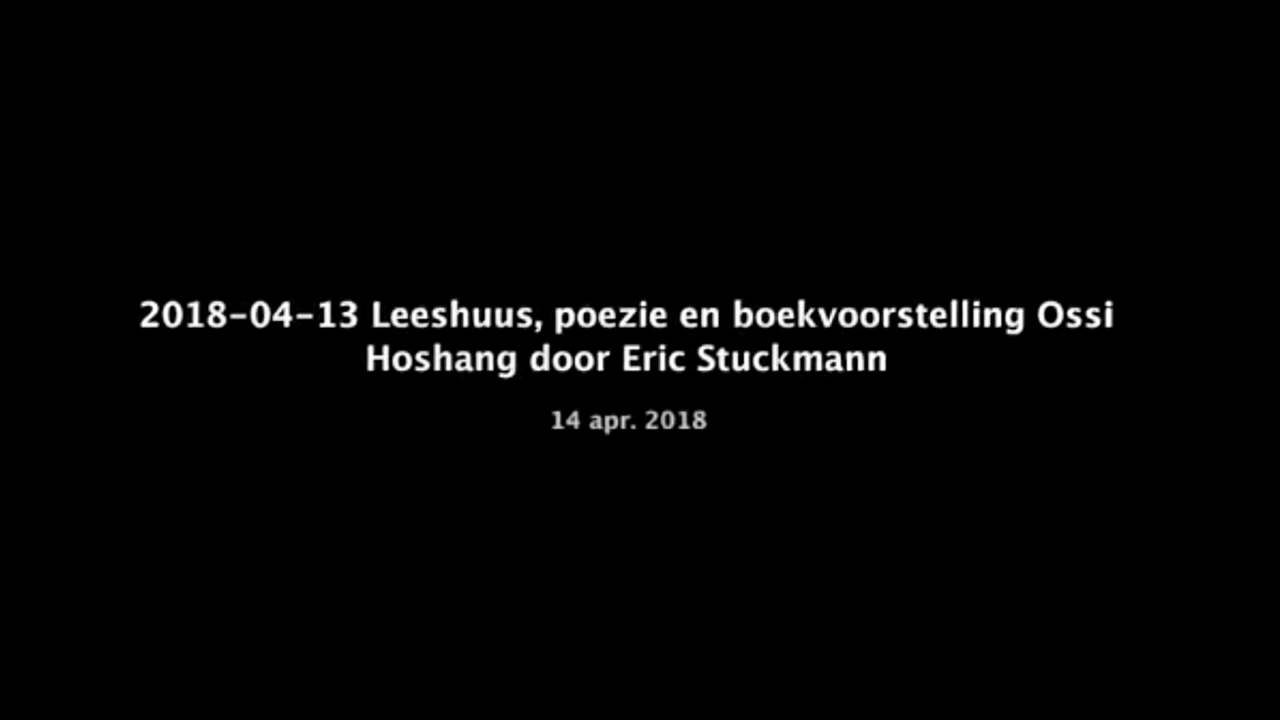 2018-04-13 Leeshuus, poezie en boekvoorstelling Ossi
Hoshang door Eric Stuckmann
14 apr. 2018